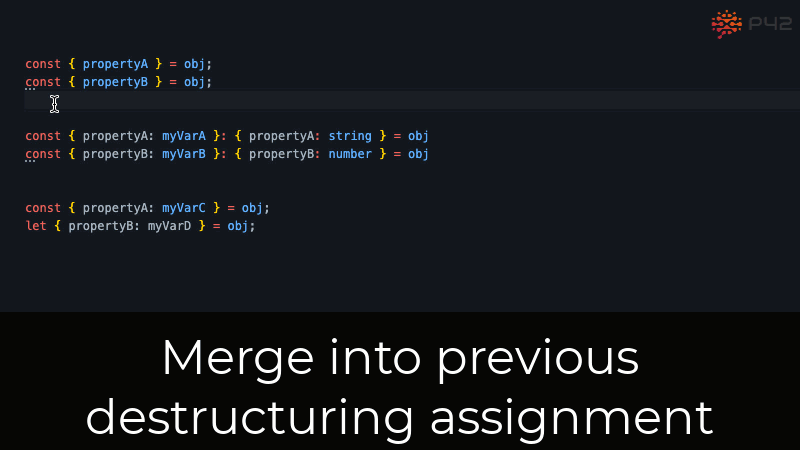 P42
const { propertyA } = obj;
const { propertyB } = obj;
const { propertyA: myVarA }: { propertyA: string } = obj
const { propertyB: myVarB }: { propertyB: number } = obj
const { propertyA: myVarC } = obj;
let { propertyB: myVarD } = obj;
Merge into previous
destructuring assignment